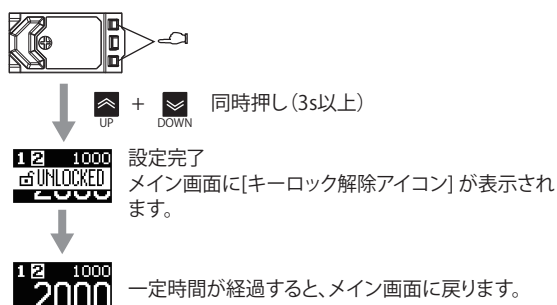 + 同時押し(3s以上)
UP DOWN
1 2 1000
UNLOCKED
2000
設定完了
メイン画面に[キーロック解除アイコン] が表示され
ます。
1 2 1000
2000
一定時間が経過すると、メイン画面に戻ります。